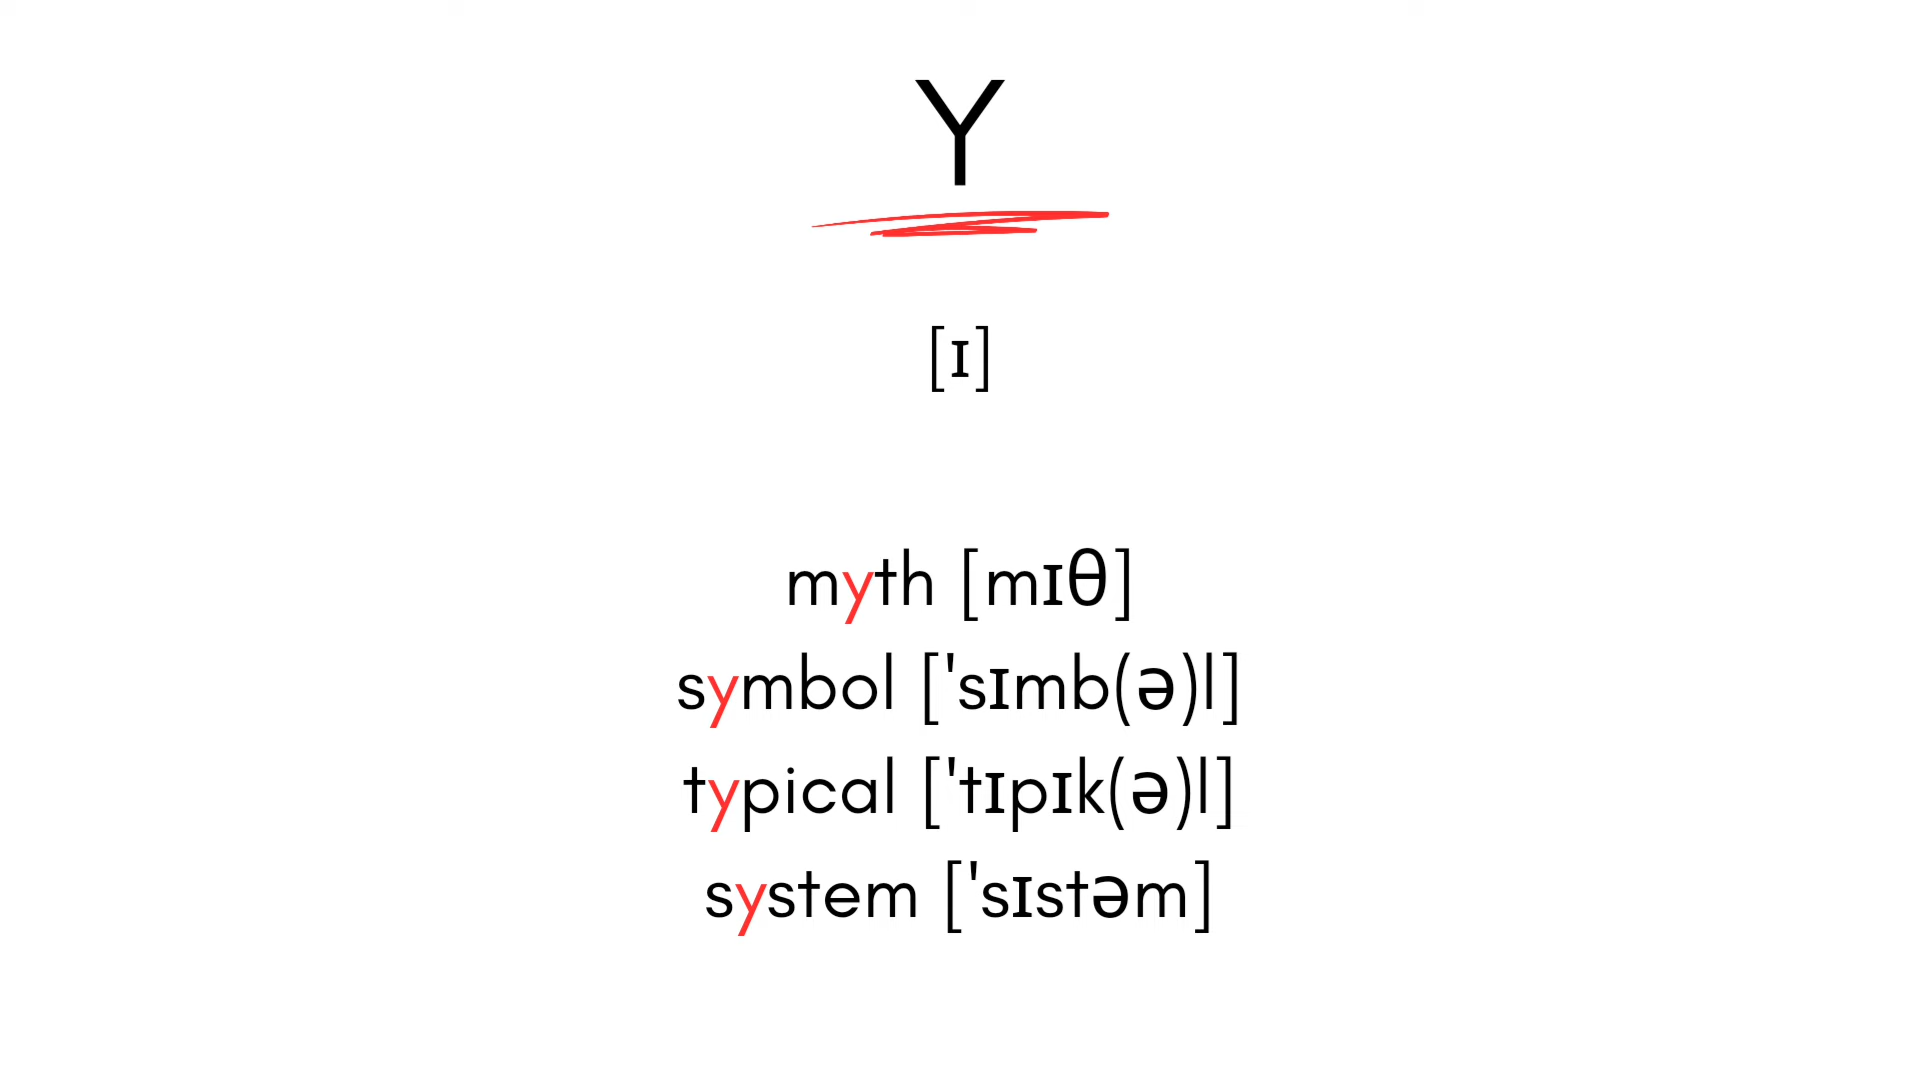 Y
[ɪ]
myth [mɪθ]
symbol ['sɪmb(ə)l]
typical ['tɪpɪk(ə)l]
system ['sɪstəm]